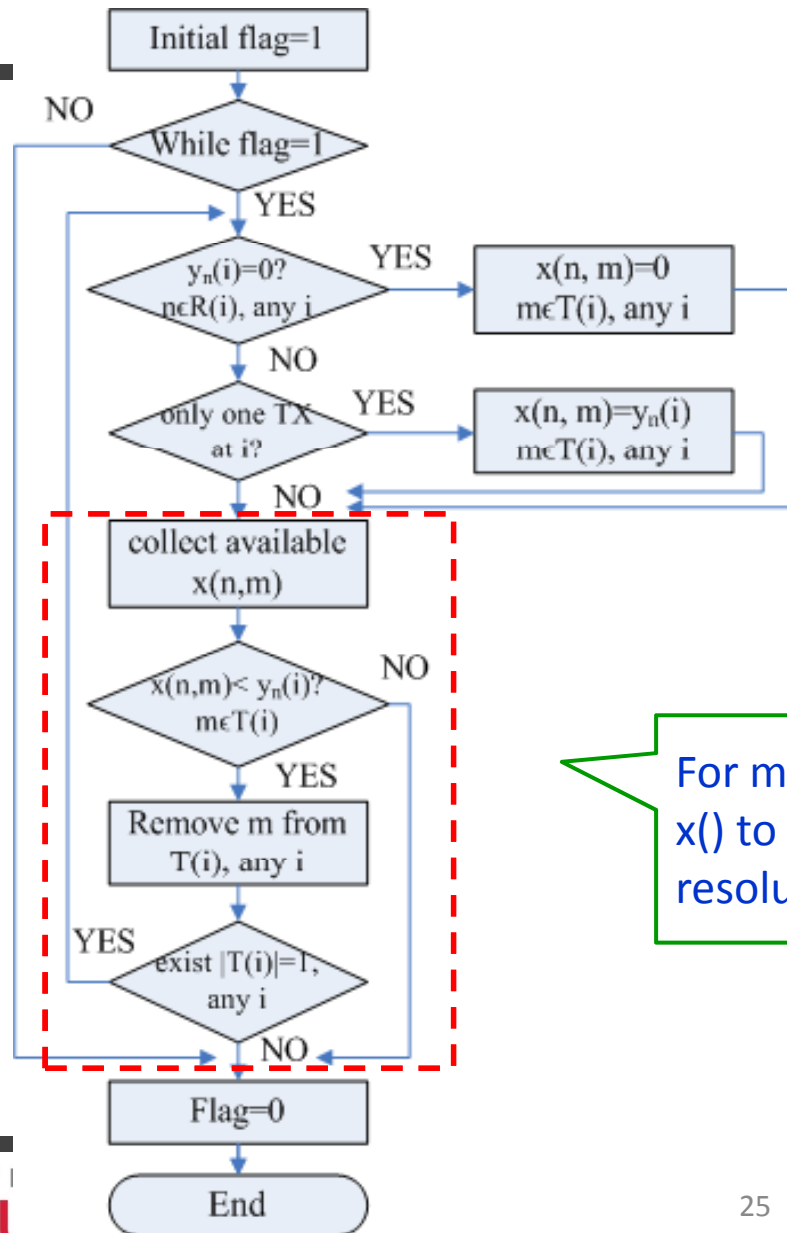 Initial flag=1
NO
While flag=1
YES
yₙ(i)=0?
nϵR(i), any i
YES
x(n, m)=0
mϵT(i), any i
NO
only one TX
at i?
YES
x(n, m)=yₙ(i)
mϵT(i), any i
NO
collect available
x(n,m)
x(n,m)< yₙ(i)?
mϵT(i)
NO
YES
Remove m from
T(i), any i
YES
exist |T(i)|=1,
any i
NO
Flag=0
End
For m
x() to
resolu
25